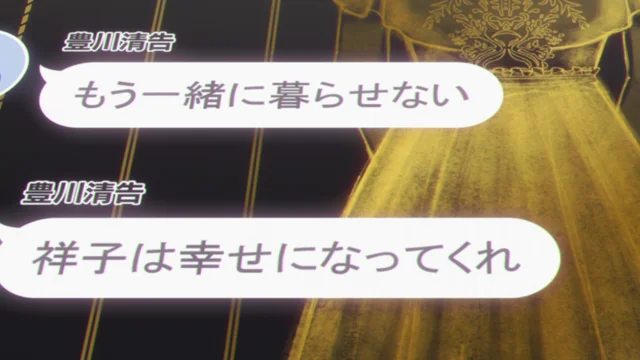 豊川清告
もう一緒に暮らせない
豊川清告
祥子は幸せになってくれ